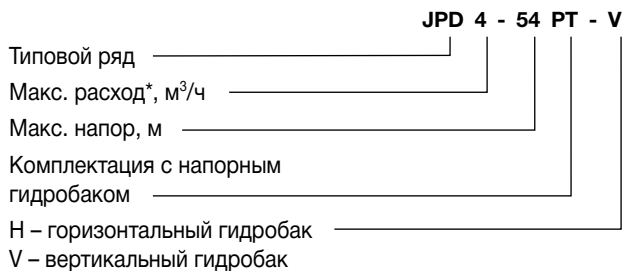 JPD 4 - 54 PT - V
Типовой ряд
Макс. расход*, м³/ч
Макс. напор, м
Комплектация с напорным
гидробаком
H – горизонтальный гидробак
V – вертикальный гидробак